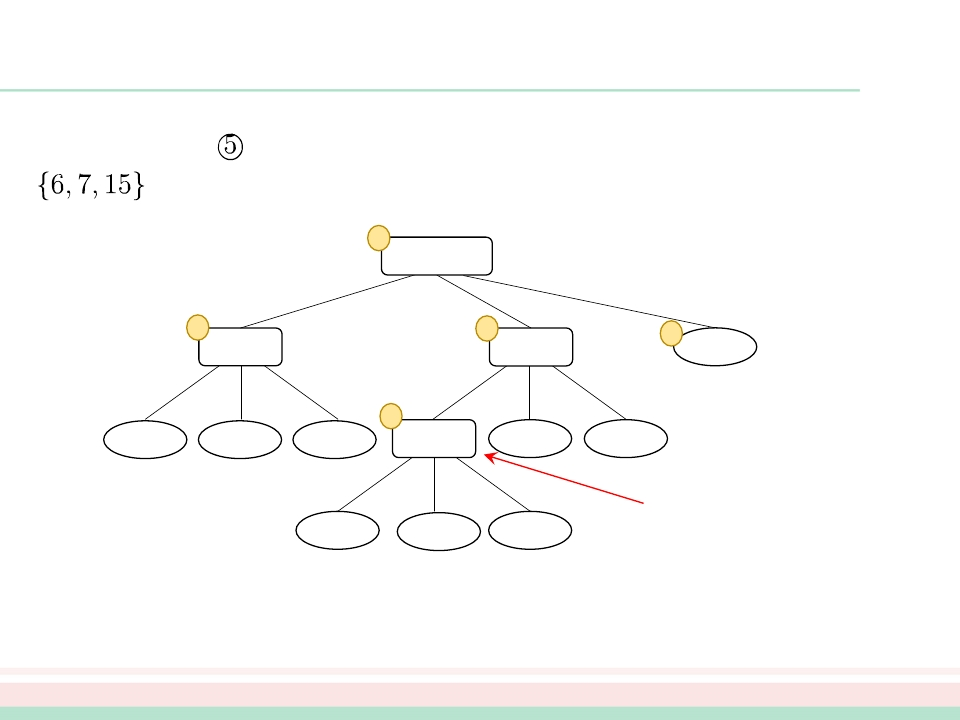 ⑤
{6, 7, 15}